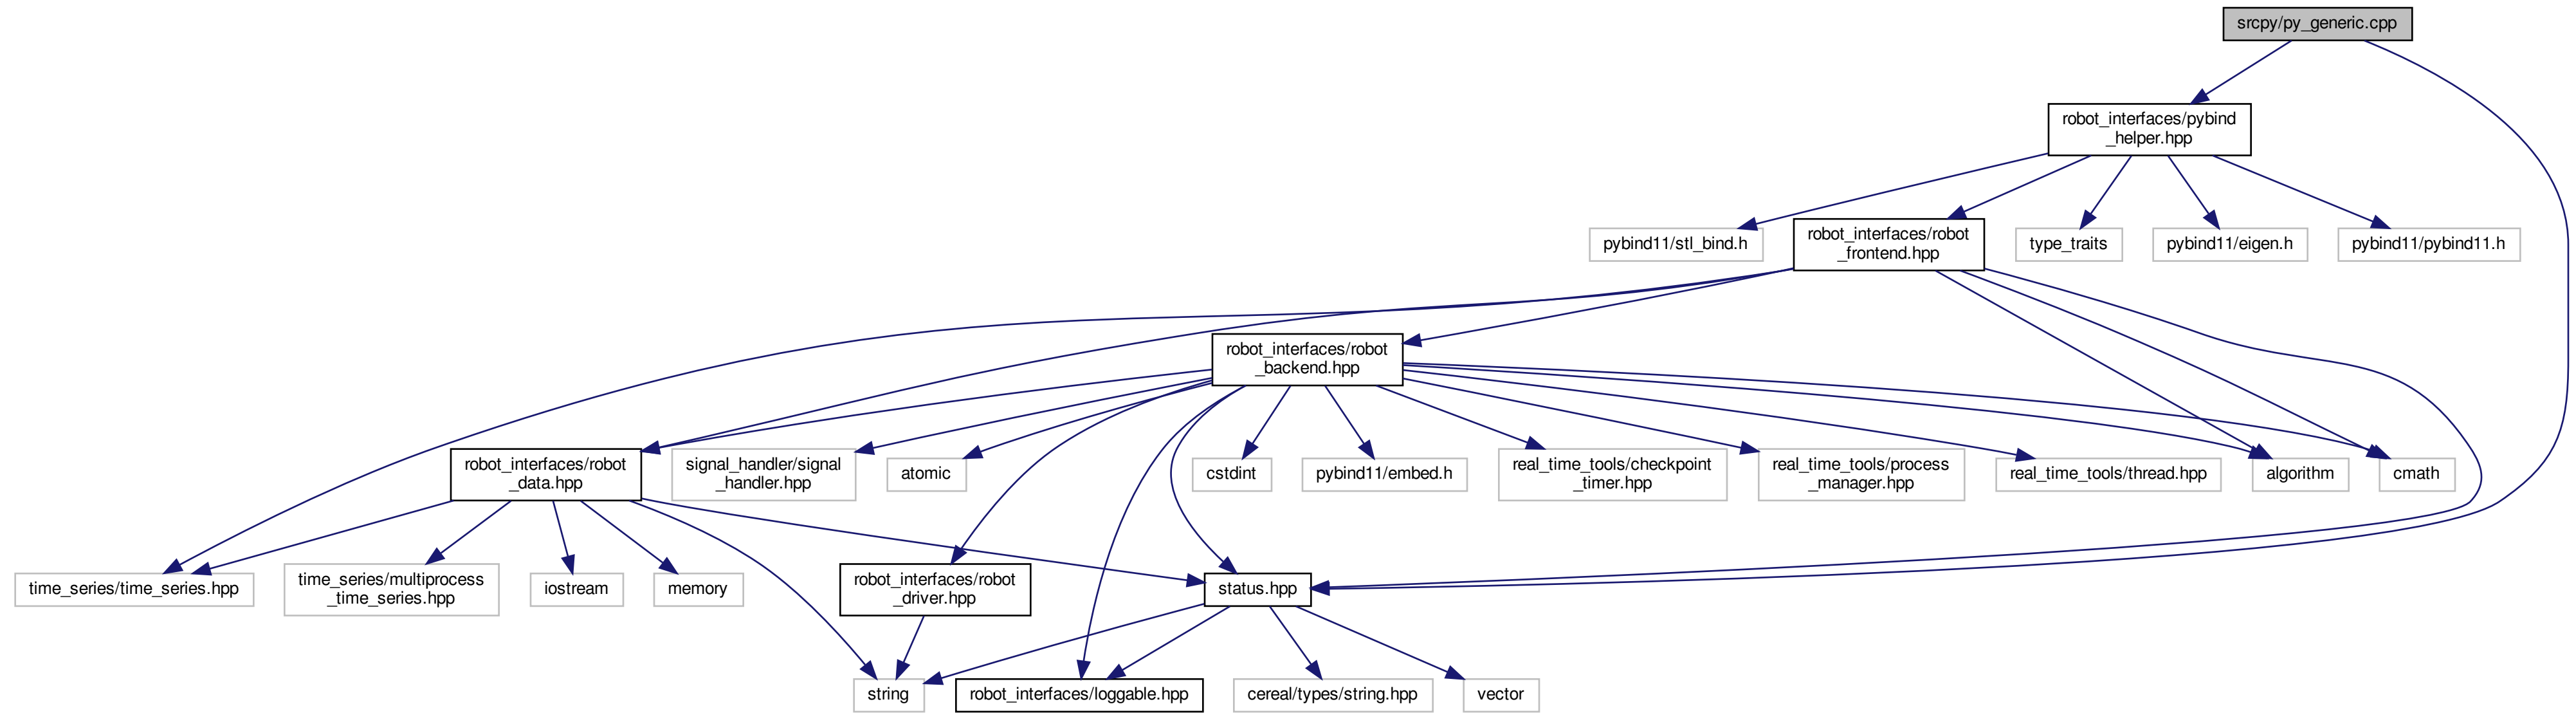 srcpy/py_generic.cpp
robot_interfaces/pybind
_helper.hpp
pybind11/stl_bind.h
robot_interfaces/robot
_frontend.hpp
type_traits
pybind11/eigen.h
pybind11/pybind11.h
robot_interfaces/robot
_backend.hpp
robot_interfaces/robot
_data.hpp
signal_handler/signal
_handler.hpp
atomic
cstdint
pybind11/embed.h
real_time_tools/checkpoint
_timer.hpp
real_time_tools/process
_manager.hpp
real_time_tools/thread.hpp
algorithm
cmath
time_series/time_series.hpp
time_series/multiprocess
_time_series.hpp
iostream
memory
robot_interfaces/robot
_driver.hpp
status.hpp
string
robot_interfaces/loggable.hpp
cereal/types/string.hpp
vector